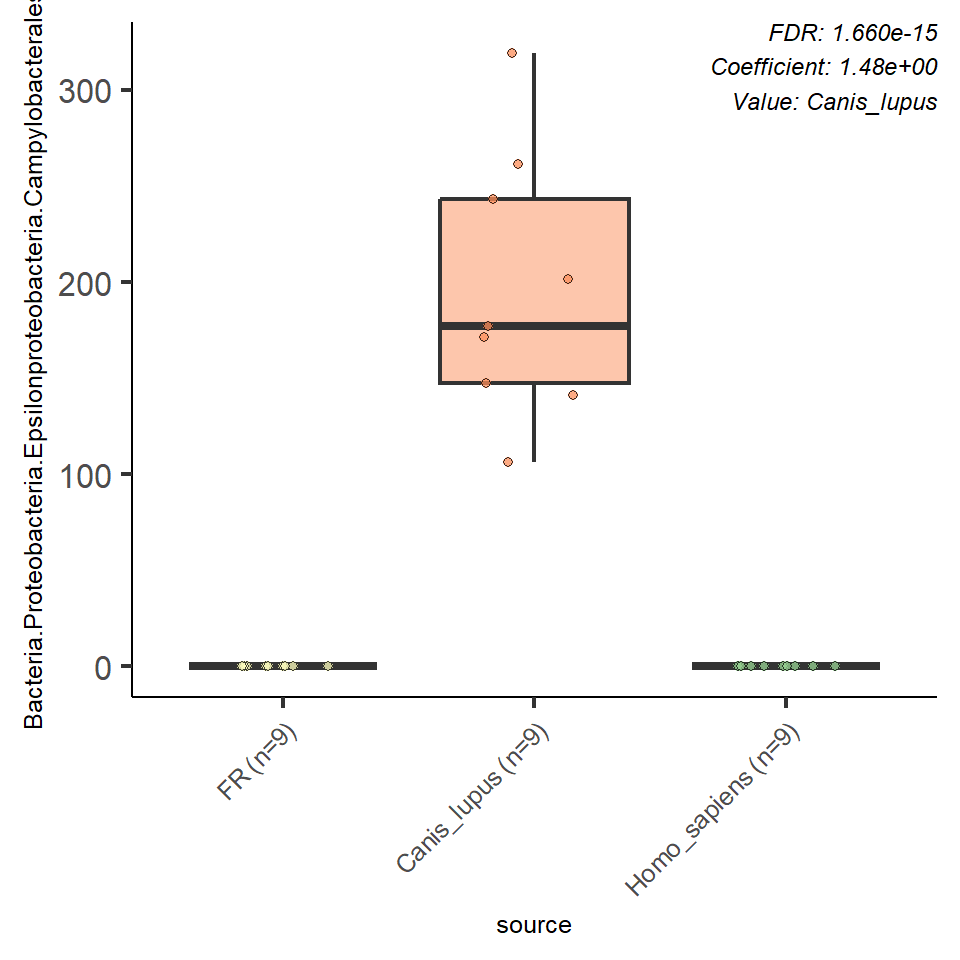 FDR: 1.660e-15
Coefficient: 1.48e+00
Value: Canis_lupus
Bacteria.Proteobacteria.Epsilonproteobacteria.Campylobacterales
300
200
100
0
FR (n=9)
Canis_lupus (n=9)
Homo_sapiens (n=9)
source